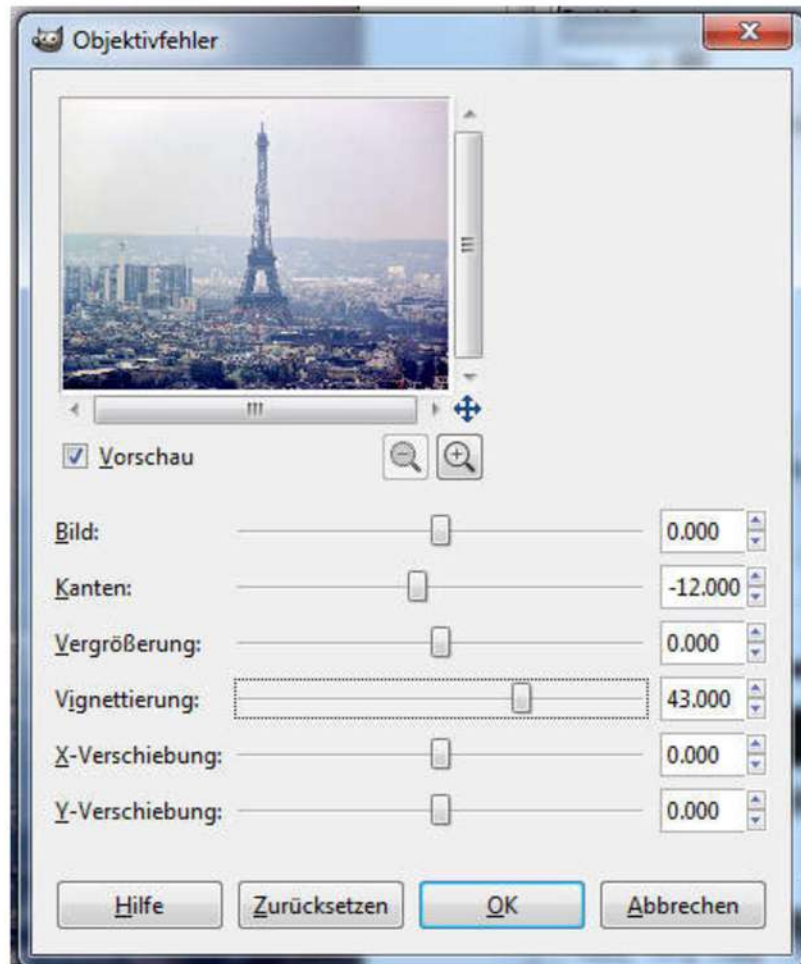 Objektivfehler
Vorschau
Bild: 0.000
Kanten: -12.000
Vergrößerung: 0.000
Vignettierung: 43.000
X-Verschiebung: 0.000
Y-Verschiebung: 0.000
Hilfe Zurücksetzen OK Abbrechen